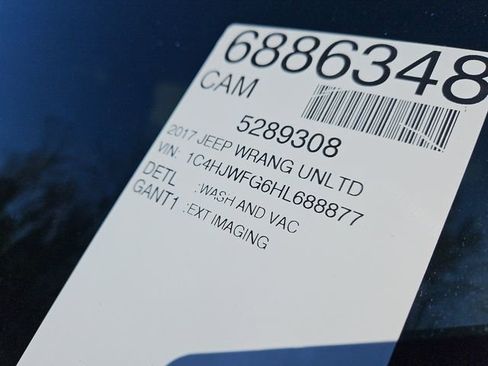 6886348
CAM
5289308
2017 JEEP WRANG UNLTD
VIN: 1C4HJWFG6HL688877
DETL :WASH AND VAC
GANT1 :EXT IMAGING